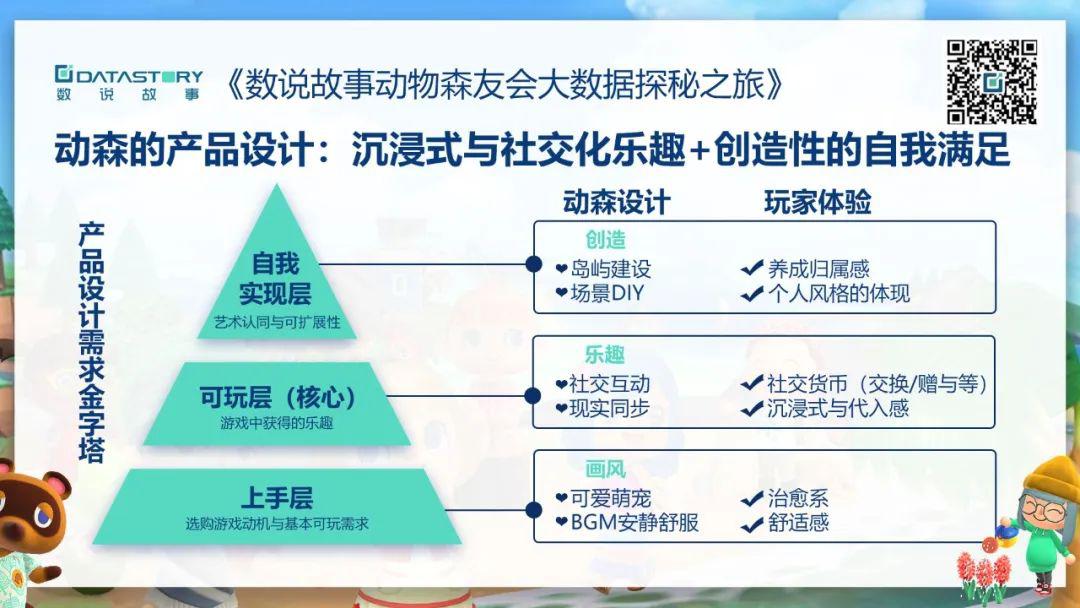 DATASTORY
数说故事
《数说故事动物森友会大数据探秘之旅》
动森的产品设计：沉浸式与社交化乐趣+创造性的自我满足
动森设计
玩家体验
产品设计需求金字塔
自我
实现层
艺术认同与可扩展性
创造
❤岛屿建设
✔养成归属感
❤场景DIY
✔个人风格的体现
可玩层（核心）
游戏中获得的乐趣
乐趣
❤社交互动
✔社交货币（交换/赠与等）
❤现实同步
✔沉浸式与代入感
上手层
选购游戏动机与基本可玩需求
画风
❤可爱萌宠
✔治愈系
❤BGM安静舒服
✔舒适感